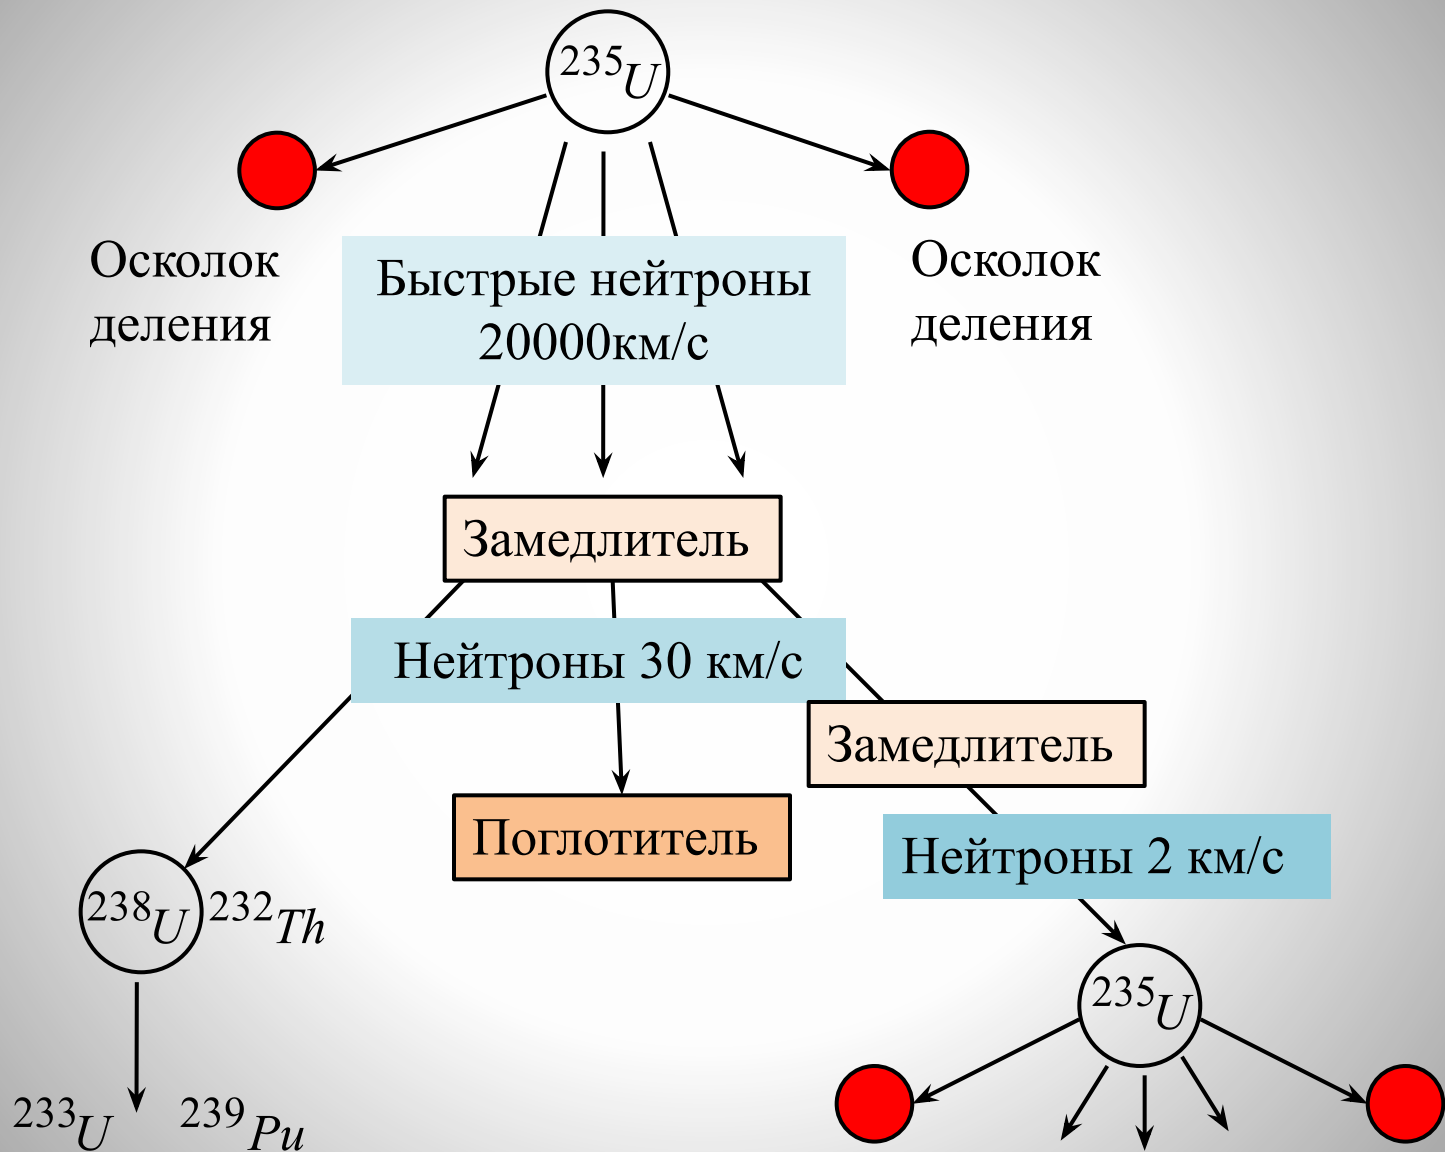 ²³⁵U
Осколок
деления
Быстрые нейтроны
20000км/с
Осколок
деления
Замедлитель
Нейтроны 30 км/с
Замедлитель
Поглотитель
Нейтроны 2 км/с
²³⁸U ²³²Th
²³⁵U
²³³U ²³⁹Pu